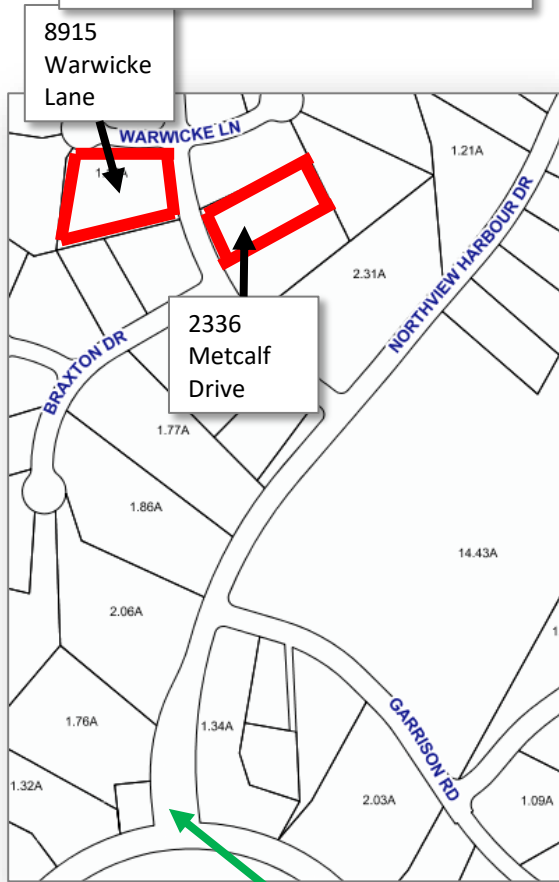 8915
Warwicke
Lane
WARWICKE LN
1.21A
NORTHVIEW HARBOUR DR
2.31A
2336
Metcalf
Drive
BRAXTON DR
1.77A
1.86A
14.43A
2.06A
1.76A
1.34A
GARRISON RD
1.32A
2.03A
1.09A